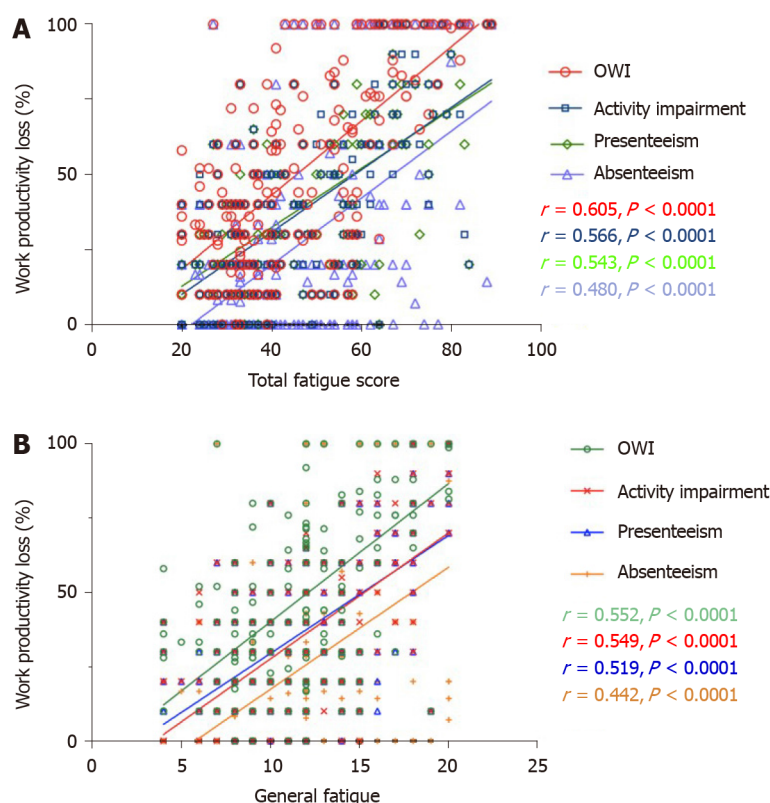 A
Work productivity loss (%)
100
50
0
0
20
40
60
80
100
Total fatigue score
OWI
Activity impairment
Presenteeism
Absenteeism
r = 0.605, P < 0.0001
r = 0.566, P < 0.0001
r = 0.543, P < 0.0001
r = 0.480, P < 0.0001
B
Work productivity loss (%)
100
50
0
0
5
10
15
20
25
General fatigue
OWI
Activity impairment
Presenteeism
Absenteeism
r = 0.552, P < 0.0001
r = 0.549, P < 0.0001
r = 0.519, P < 0.0001
r = 0.442, P < 0.0001